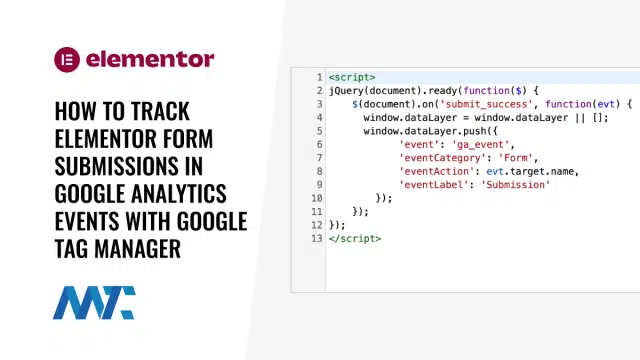 elementor
HOW TO TRACK
ELEMENTOR FORM
SUBMISSIONS IN
GOOGLE ANALYTICS
EVENTS WITH GOOGLE
TAG MANAGER
MTC
1 <script>
2 jQuery(document).ready(function($) {
3 $(document).on('submit_success', function(evt) {
4 window.dataLayer = window.dataLayer || [];
5 window.dataLayer.push({
6 'event': 'ga_event',
7 'eventCategory': 'Form',
8 'eventAction': evt.target.name,
9 'eventLabel': 'Submission'
10 });
11 });
12 });
13 </script>